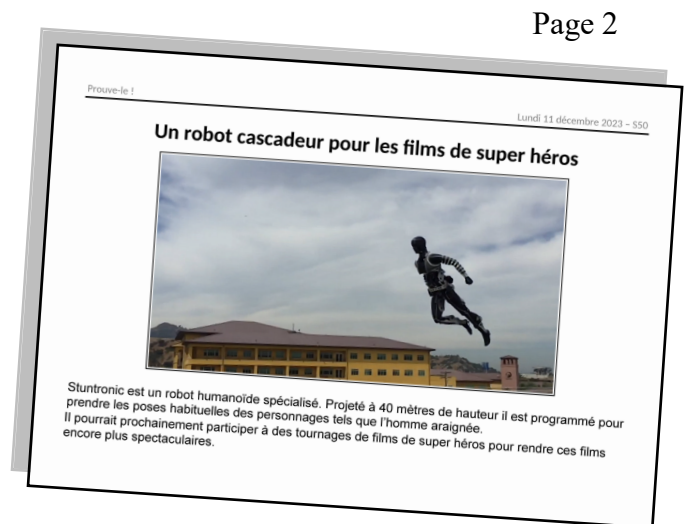 Page 2
Prouve-le !
Lundi 11 décembre 2023 – S50
Un robot cascadeur pour les films de super héros
Stuntronic est un robot humanoïde spécialisé. Projeté à 40 mètres de hauteur il est programmé pour
prendre les poses habituelles des personnages tels que l'homme araignée.
Il pourrait prochainement participer à des tournages de films de super héros pour rendre ces films
encore plus spectaculaires.